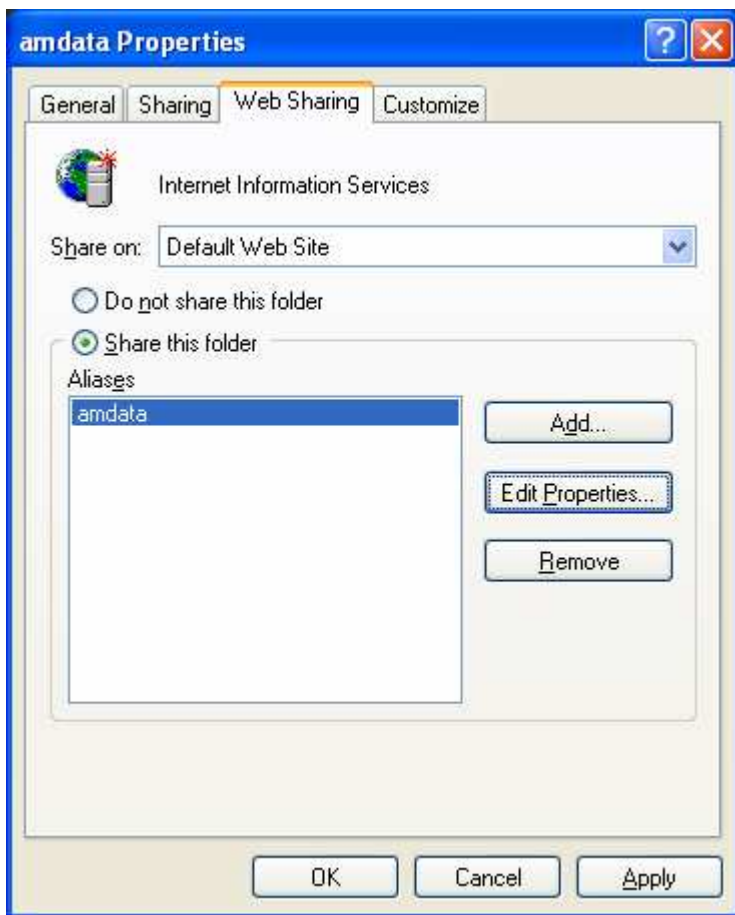 amdata Properties
General Sharing Web Sharing Customize
Internet Information Services
Share on: Default Web Site
Do not share this folder
Share this folder
Aliases
amdata
Add...
Edit Properties...
Remove
OK Cancel Apply